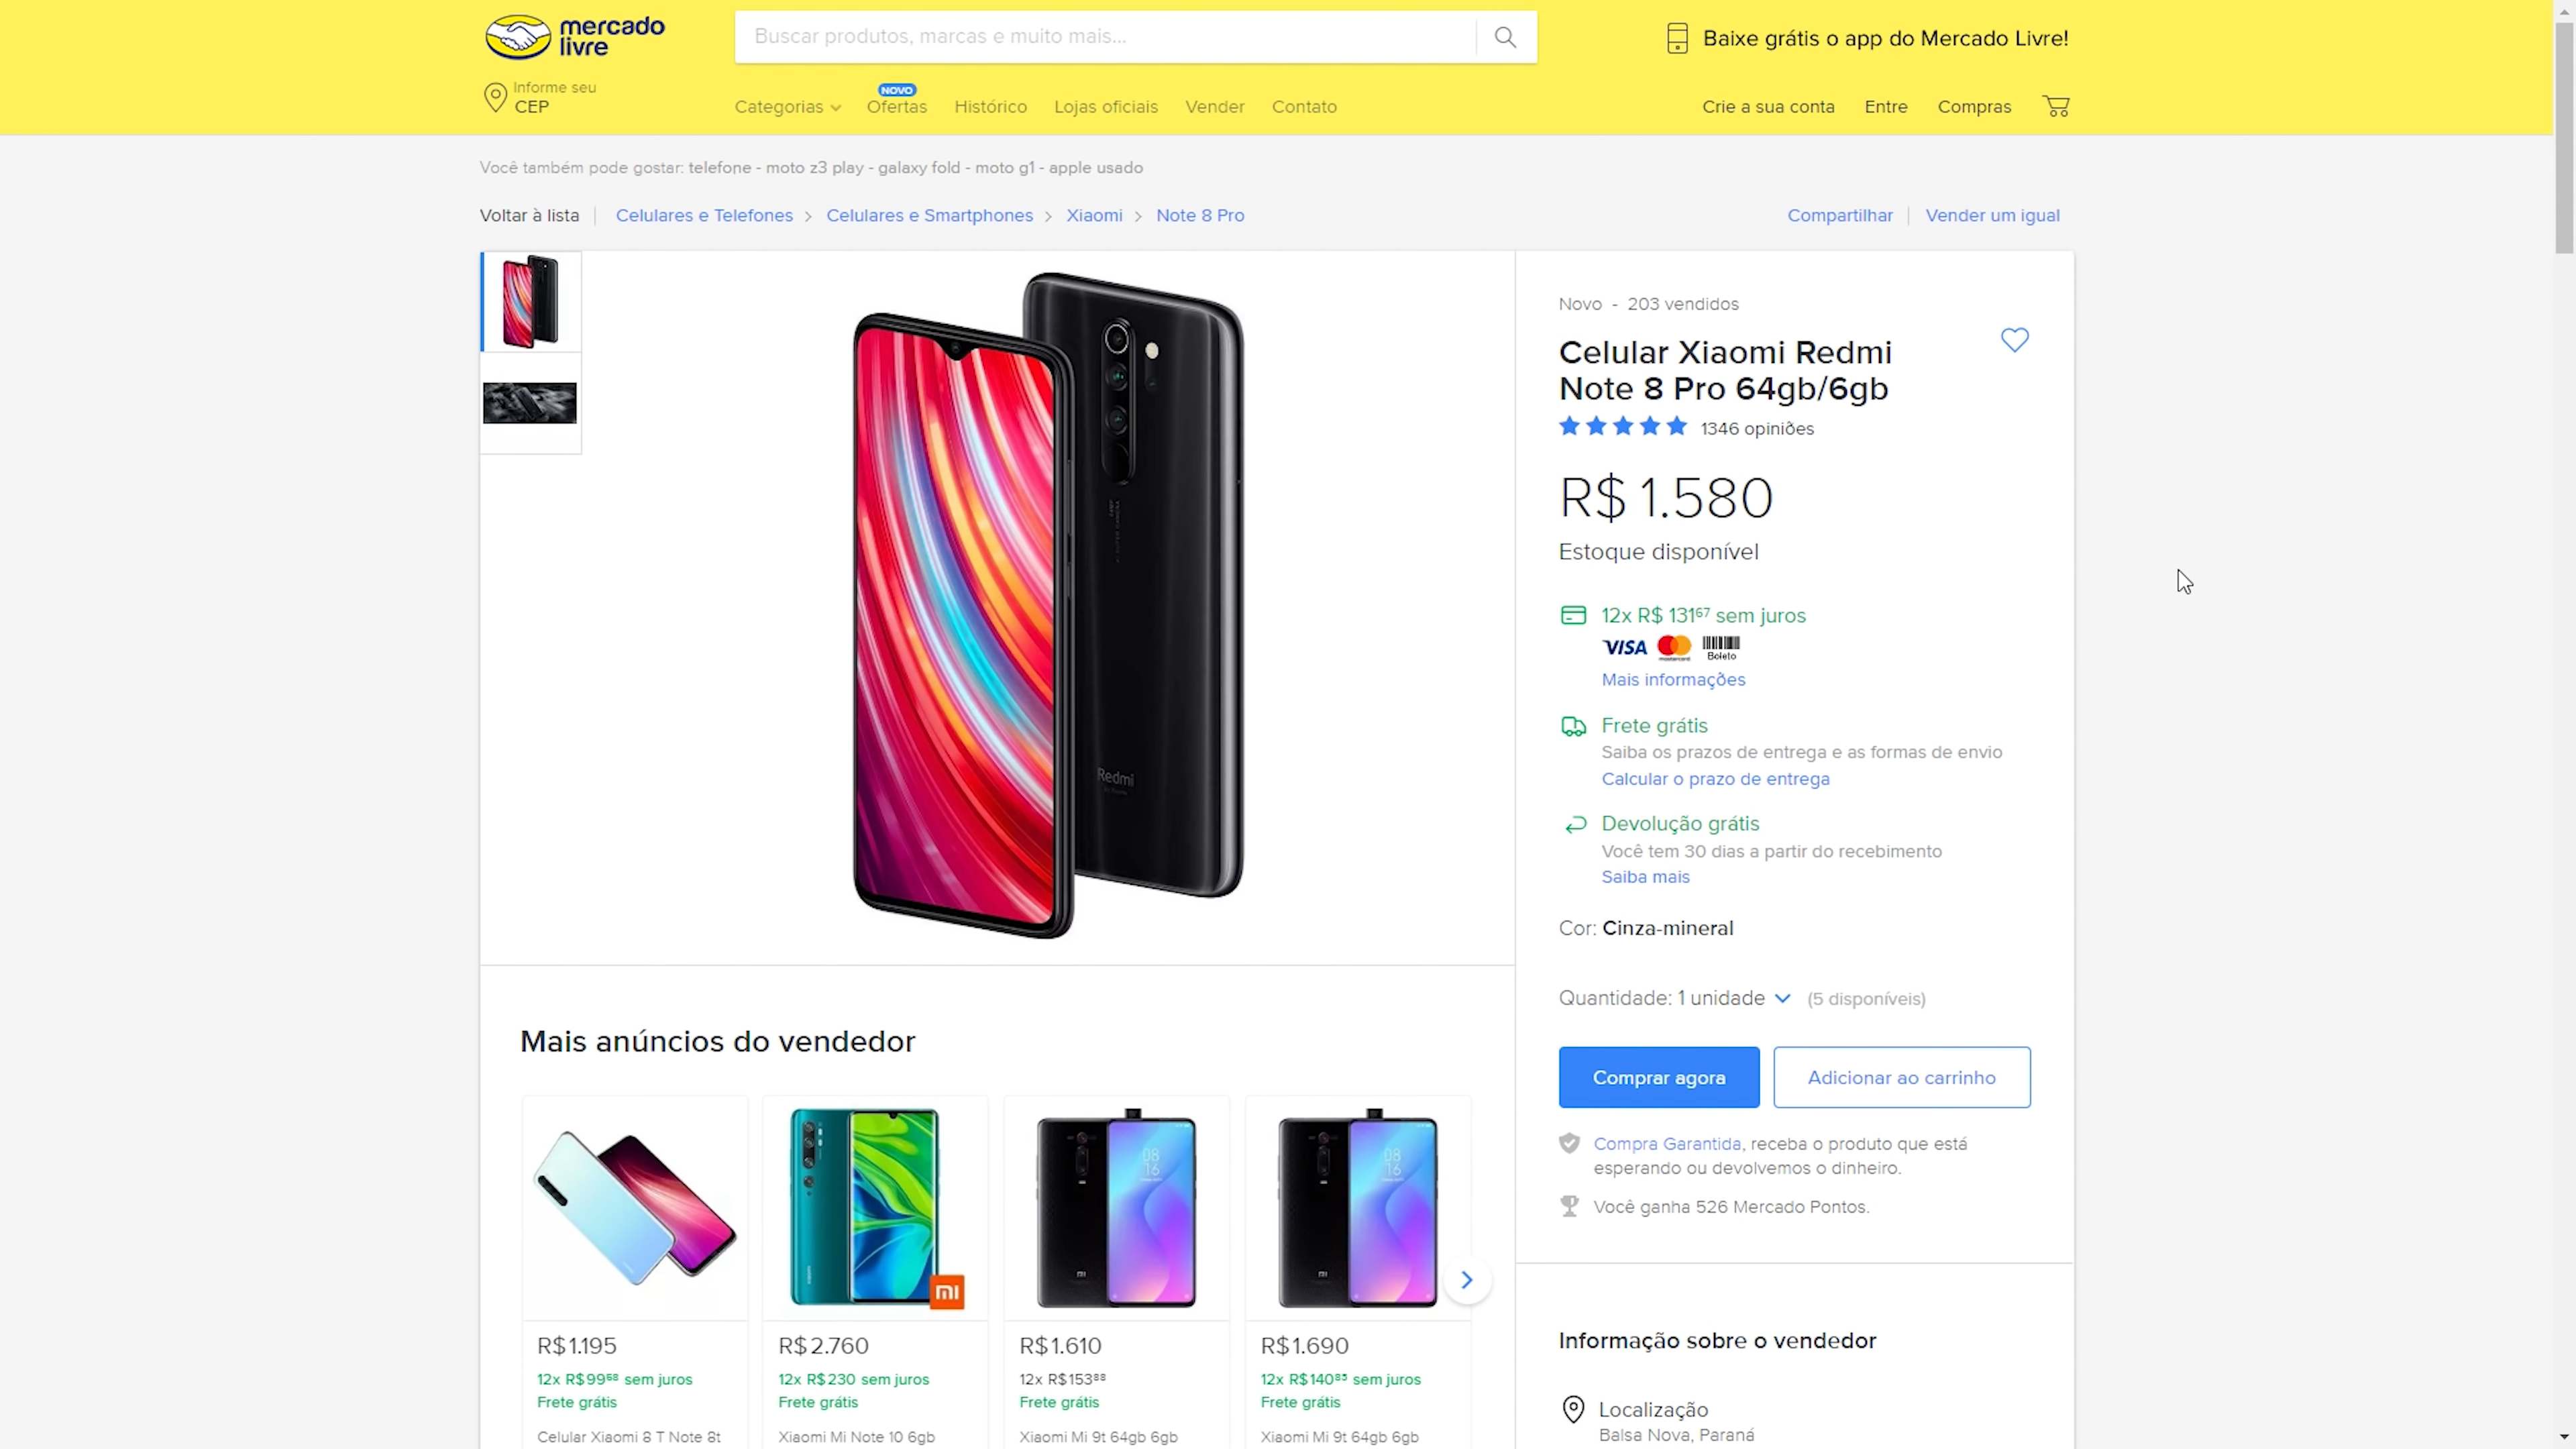 mercado
livre
Buscar produtos, marcas e muito mais...
Baixe grátis o app do Mercado Livre!
Informe seu
CEP
Categorias
NOVO
Ofertas
Histórico
Lojas oficiais
Vender
Contato
Crie a sua conta
Entre
Compras
Você também pode gostar: telefone - moto z3 play - galaxy fold - moto g1 - apple usado
Voltar à lista
Celulares e Telefones > Celulares e Smartphones > Xiaomi > Note 8 Pro
Compartilhar
Vender um igual
Redmi
Novo - 203 vendidos
Celular Xiaomi Redmi
Note 8 Pro 64gb/6gb
1346 opiniões
R$ 1.580
Estoque disponível
12x R$ 131⁶⁷ sem juros
VISA
mastercard
Boleto
Mais informações
Frete grátis
Saiba os prazos de entrega e as formas de envio
Calcular o prazo de entrega
Devolução grátis
Você tem 30 dias a partir do recebimento
Saiba mais
Cor: Cinza-mineral
Quantidade: 1 unidade (5 disponíveis)
Comprar agora
Adicionar ao carrinho
Compra Garantida, receba o produto que está
esperando ou devolvemos o dinheiro.
Você ganha 526 Mercado Pontos.
Informação sobre o vendedor
Localização
Balsa Nova, Paraná
Mais anúncios do vendedor
mi
08
16
08
16
R$ 1.195
12x R$ 99⁶⁸ sem juros
Frete grátis
Celular Xiaomi 8 T Note 8t
R$ 2.760
12x R$ 230 sem juros
Frete grátis
Xiaomi Mi Note 10 6gb
R$ 1.610
12x R$ 153⁸⁸
Frete grátis
Xiaomi Mi 9t 64gb 6gb
R$ 1.690
12x R$ 140⁸³ sem juros
Frete grátis
Xiaomi Mi 9t 64gb 6gb